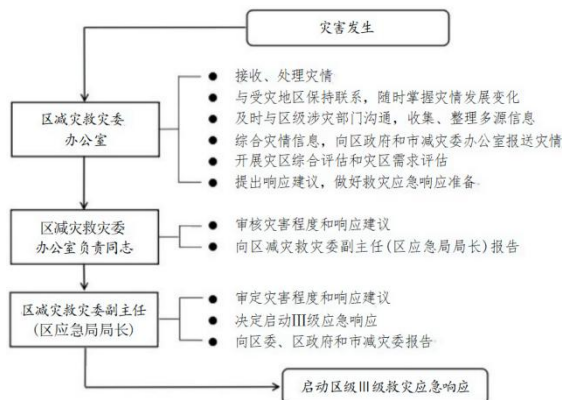 灾害发生
接收、处理灾情
与受灾地区保持联系，随时掌握灾情发展变化
及时与区级涉灾部门沟通，收集、整理多源信息
综合灾情信息，向区政府和市减灾委办公室报送灾情
开展灾区综合评估和灾区需求评估
提出响应建议，做好救灾应急响应准备
区减灾救灾委
办公室
区减灾救灾委
办公室负责同志
审核灾害程度和响应建议
向区减灾救灾委副主任(区应急局局长)报告
区减灾救灾委副主任
(区应急局局长)
审定灾害程度和响应建议
决定启动Ⅲ级应急响应
向区委、区政府和市减灾委报告
启动区级Ⅲ级救灾应急响应